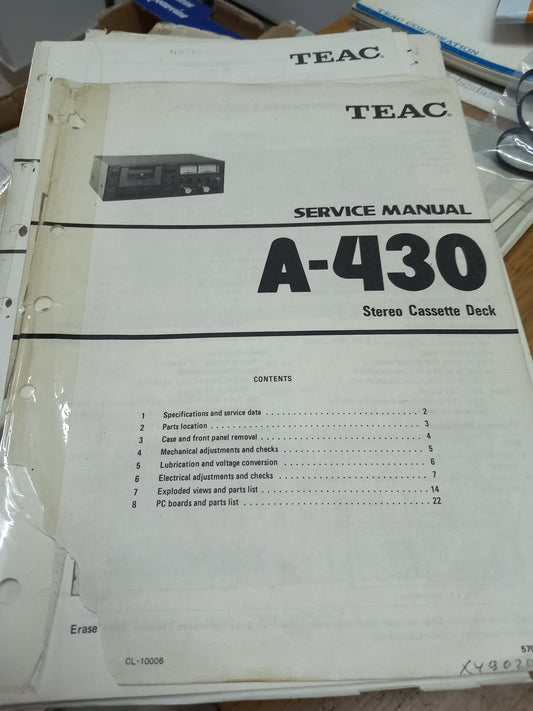 TEAC CORPORATION
TEAC®
TEAC®
SERVICE MANUAL
A-430
Stereo Cassette Deck
CONTENTS
1 Specifications and service data . . . . . . . . . . . . . . . . . . . . . . . . . . . . . 2
2 Parts location . . . . . . . . . . . . . . . . . . . . . . . . . . . . . . . . . . . . . . . . . 3
3 Case and front panel removal . . . . . . . . . . . . . . . . . . . . . . . . . . . . . . 4
4 Mechanical adjustments and checks . . . . . . . . . . . . . . . . . . . . . . . . . 5
5 Lubrication and voltage conversion . . . . . . . . . . . . . . . . . . . . . . . . . . 6
6 Electrical adjustments and checks . . . . . . . . . . . . . . . . . . . . . . . . . . . 7
7 Exploded views and parts list . . . . . . . . . . . . . . . . . . . . . . . . . . . . . . 14
8 PC boards and parts list . . . . . . . . . . . . . . . . . . . . . . . . . . . . . . . . . . 22
Erase
CL-10006
570